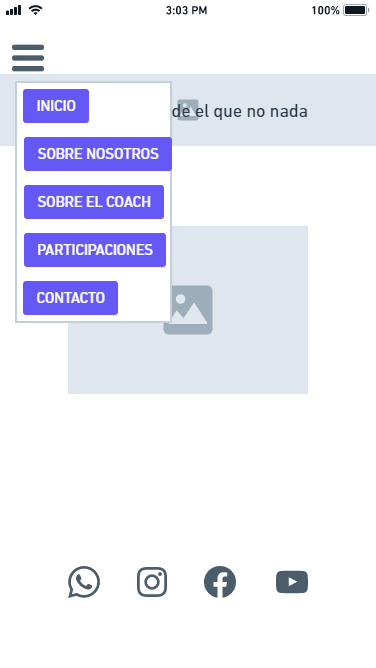 3:03 PM
100%
INICIO
de el que no nada
SOBRE NOSOTROS
SOBRE EL COACH
PARTICIPACIONES
CONTACTO